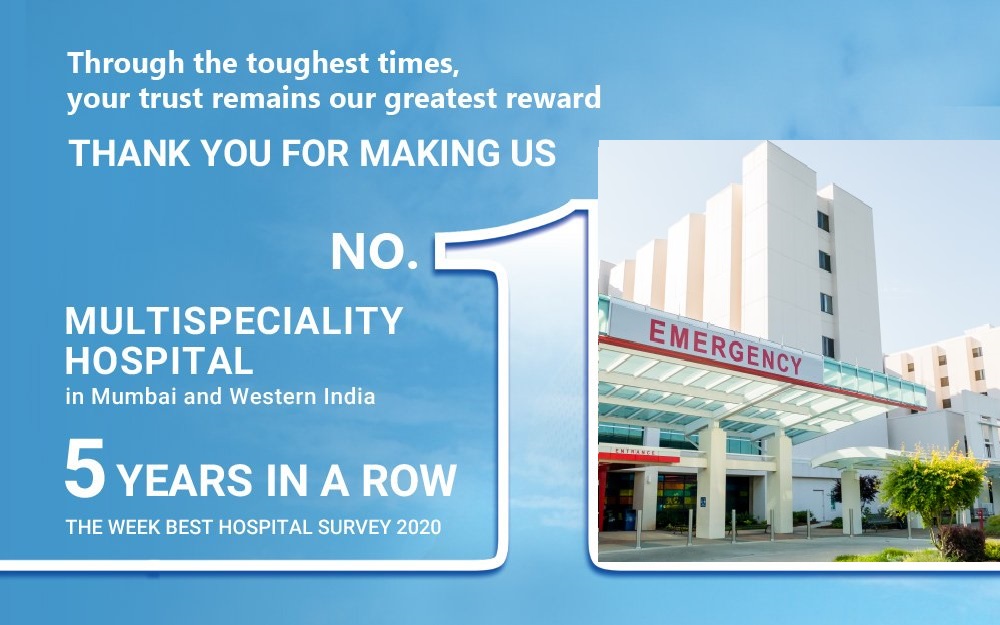 Through the toughest times,
your trust remains our greatest reward
THANK YOU FOR MAKING US
NO. 1
MULTISPECIALITY
HOSPITAL
in Mumbai and Western India
5 YEARS IN A ROW
THE WEEK BEST HOSPITAL SURVEY 2020
EMERGENCY
ENTRANCE